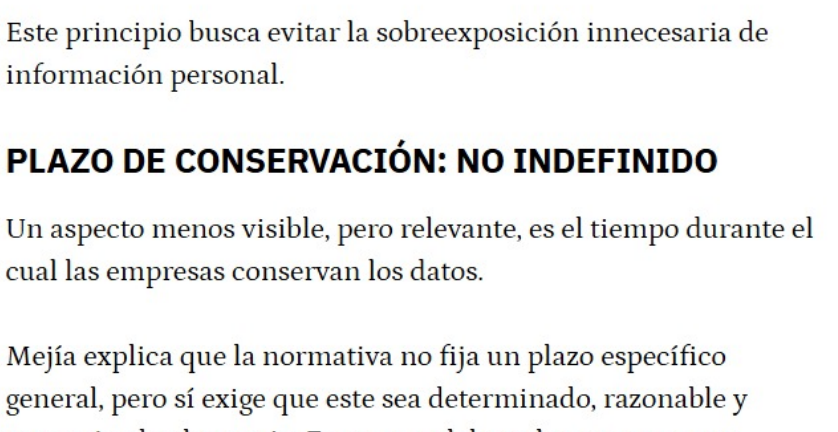 Este principio busca evitar la sobreexposición innecesaria de
información personal.
PLAZO DE CONSERVACIÓN: NO INDEFINIDO
Un aspecto menos visible, pero relevante, es el tiempo durante el
cual las empresas conservan los datos.
Mejía explica que la normativa no fija un plazo específico
general, pero sí exige que este sea determinado, razonable y